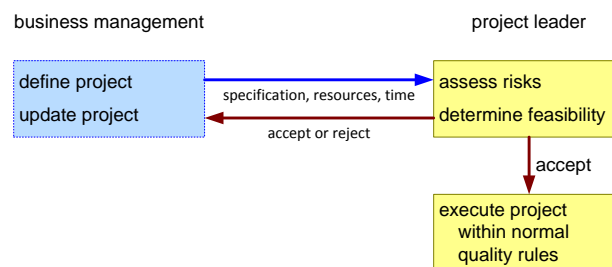 business management
project leader
define project
update project
specification, resources, time
accept or reject
assess risks
determine feasibility
accept
execute project
within normal
quality rules